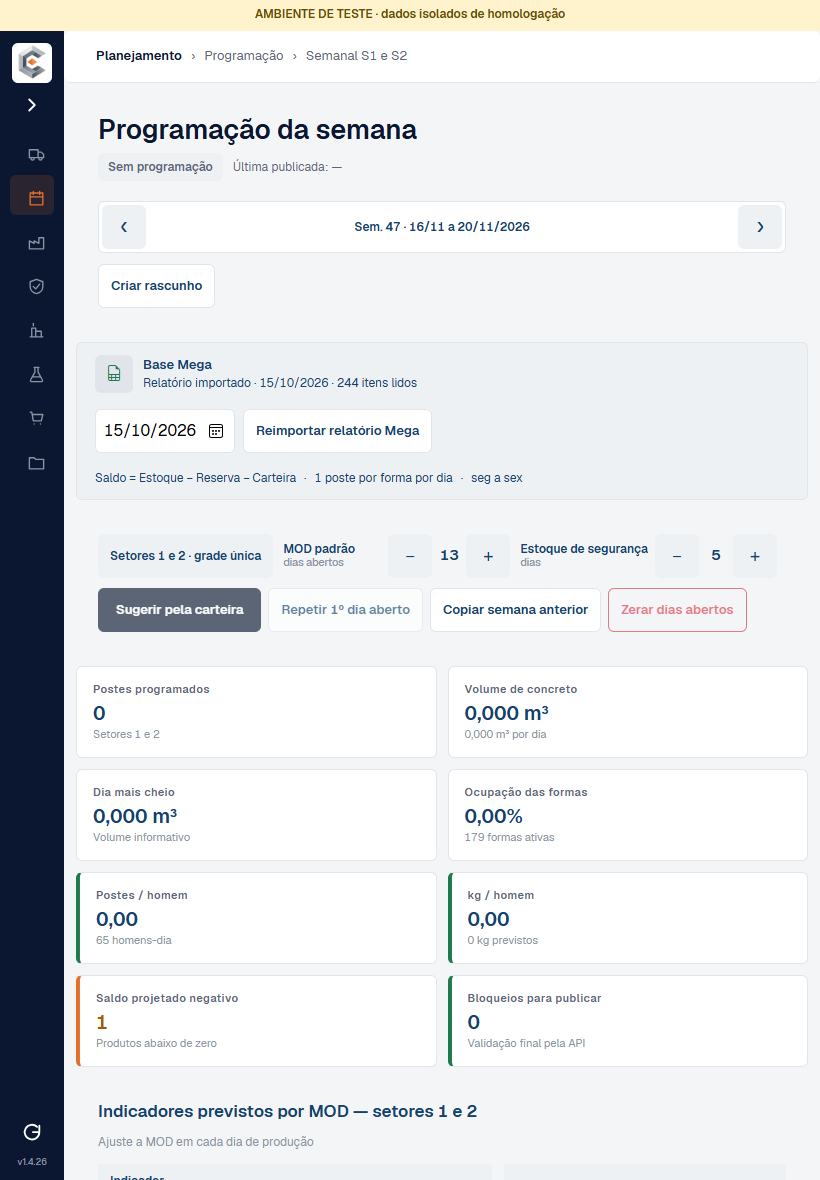 AMBIENTE DE TESTE · dados isolados de homologação
Planejamento › Programação › Semanal S1 e S2
Programação da semana
Sem programação Última publicada: —
‹ Sem. 47 · 16/11 a 20/11/2026 ›
Criar rascunho
Base Mega
Relatório importado · 15/10/2026 · 244 itens lidos
15/10/2026 Reimportar relatório Mega
Saldo = Estoque – Reserva – Carteira · 1 poste por forma por dia · seg a sex
Setores 1 e 2 · grade única MOD padrão − 13 + Estoque de segurança − 5 +
dias abertos dias
Sugerir pela carteira Repetir 1º dia aberto Copiar semana anterior Zerar dias abertos
Postes programados
0
Setores 1 e 2
Volume de concreto
0,000 m³
0,000 m³ por dia
Dia mais cheio
0,000 m³
Volume informativo
Ocupação das formas
0,00%
179 formas ativas
Postes / homem
0,00
65 homens-dia
kg / homem
0,00
0 kg previstos
Saldo projetado negativo
1
Produtos abaixo de zero
Bloqueios para publicar
0
Validação final pela API
Indicadores previstos por MOD — setores 1 e 2
Ajuste a MOD em cada dia de produção
Indicador
v1.4.26